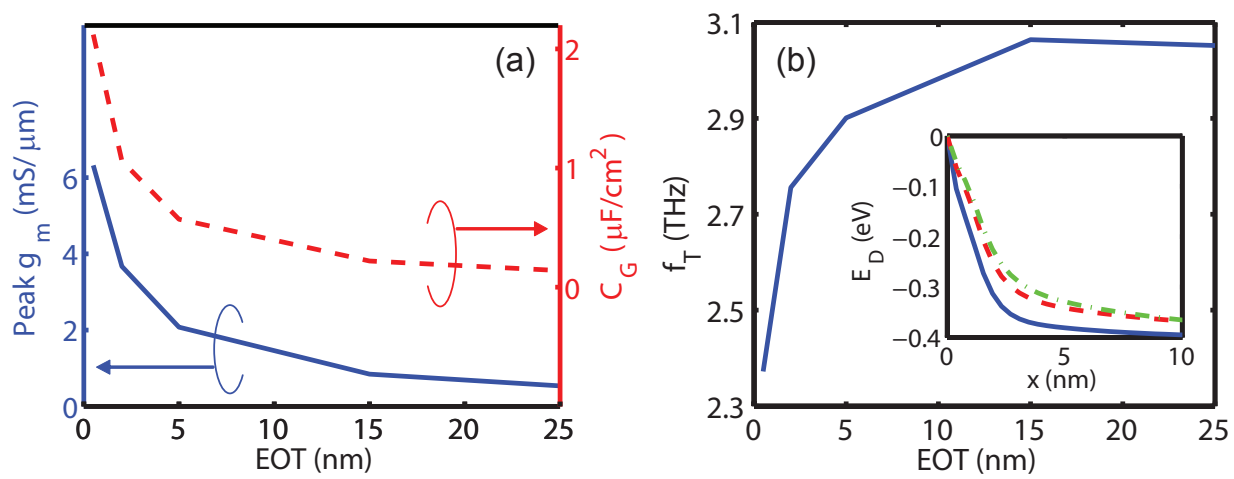 (a)
Peak g_m (mS/ μm)
6
4
2
0
2
1
0
C_G (μF/cm²)
0 5 10 15 20 25
EOT (nm)
(b)
f_T (THz)
3.1
2.9
2.7
2.5
2.3
0 5 10 15 20 25
EOT (nm)
E_D (eV)
0
−0.1
−0.2
−0.3
−0.4
0 5 10
x (nm)